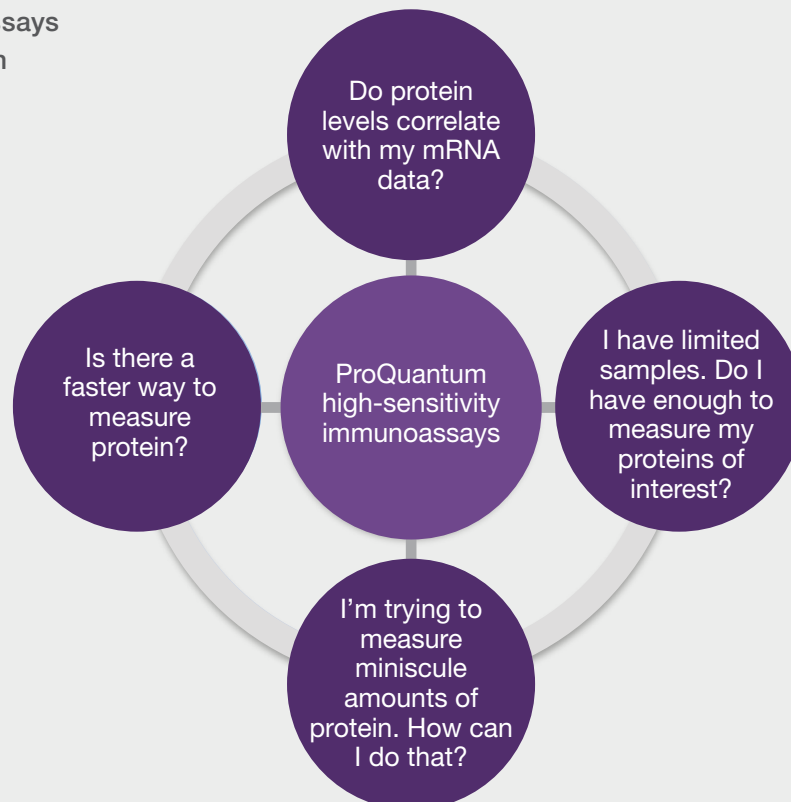 Do protein
levels correlate
with my mRNA
data?
Is there a
faster way to
measure
protein?
ProQuantum
high-sensitivity
immunoassays
I have limited
samples. Do I
have enough to
measure my
proteins of
interest?
I'm trying to
measure
miniscule
amounts of
protein. How can
I do that?